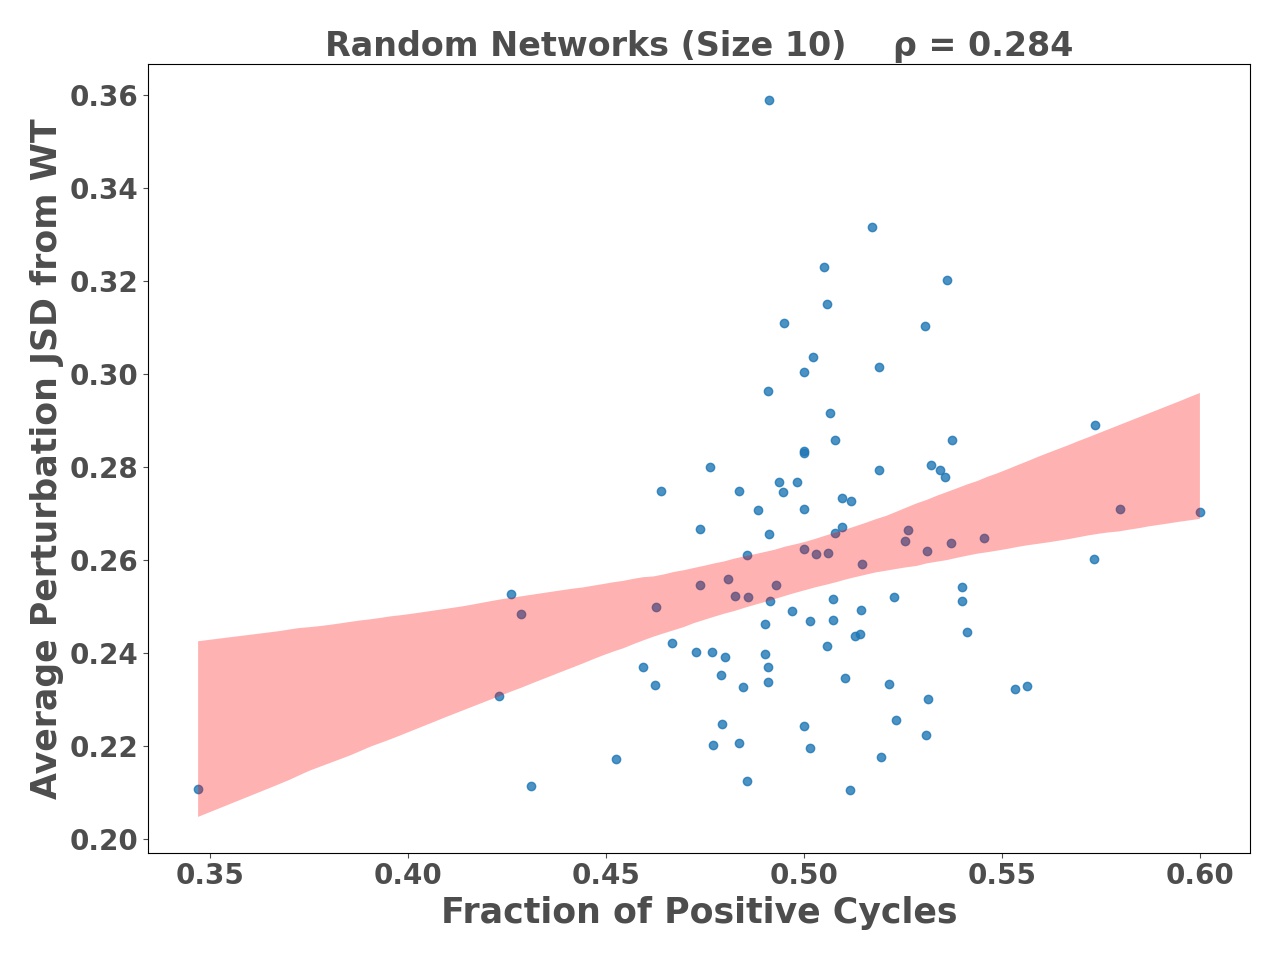 Random Networks (Size 10)    ρ = 0.284
Average Perturbation JSD from WT
0.36
0.34
0.32
0.30
0.28
0.26
0.24
0.22
0.20
0.35 0.40 0.45 0.50 0.55 0.60
Fraction of Positive Cycles